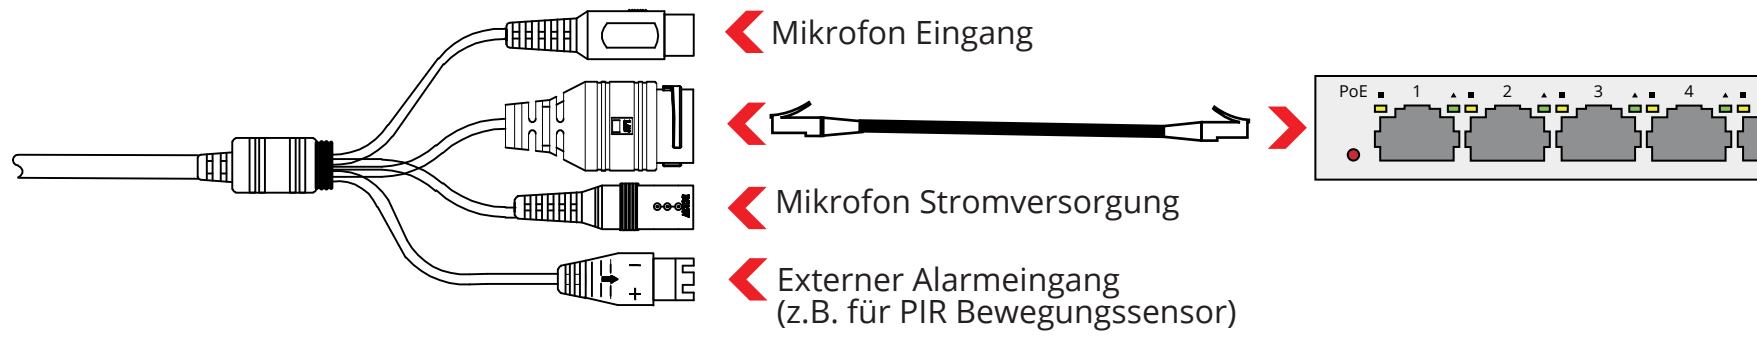 Mikrofon Eingang
PoE 1 2 3 4
Mikrofon Stromversorgung
Externer Alarmeingang
(z.B. für PIR Bewegungssensor)
− +